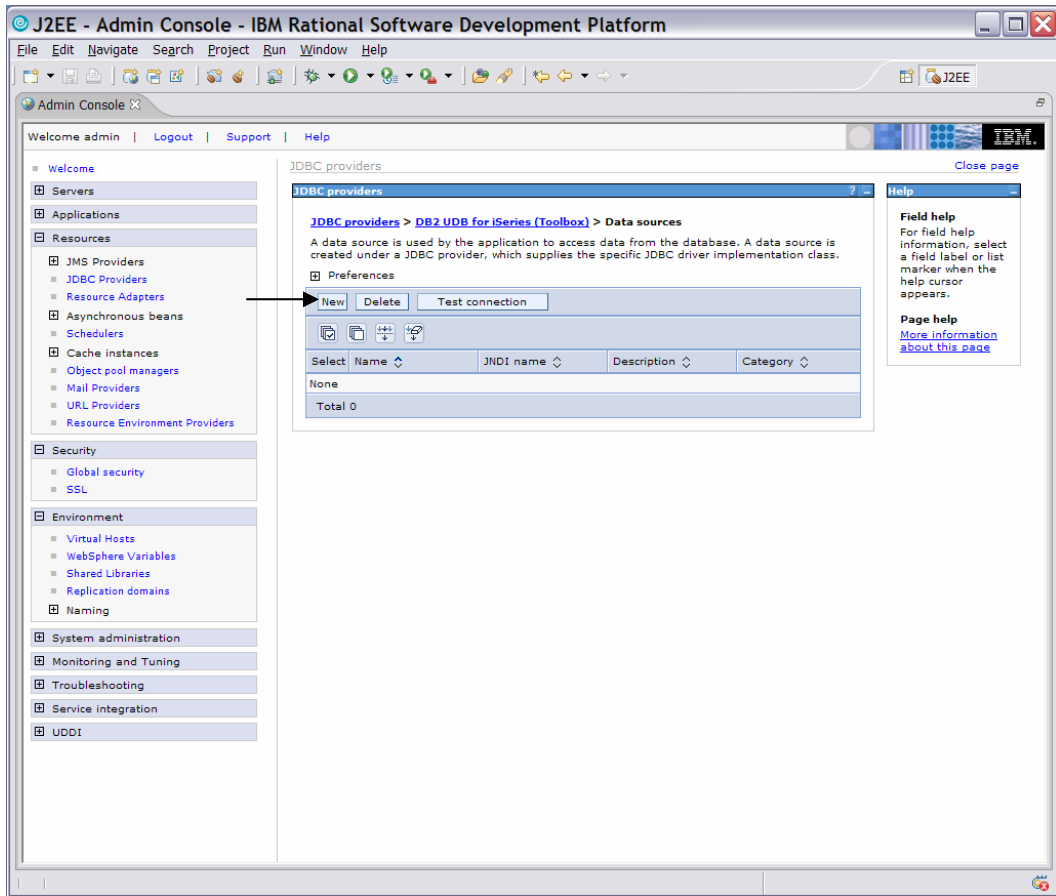 J2EE - Admin Console - IBM Rational Software Development Platform
File Edit Navigate Search Project Run Window Help
J2EE
Admin Console
Welcome admin | Logout | Support | Help
IBM.
Welcome
Servers
Applications
Resources
JMS Providers
JDBC Providers
Resource Adapters
Asynchronous beans
Schedulers
Cache instances
Object pool managers
Mail Providers
URL Providers
Resource Environment Providers
Security
Global security
SSL
Environment
Virtual Hosts
WebSphere Variables
Shared Libraries
Replication domains
Naming
System administration
Monitoring and Tuning
Troubleshooting
Service integration
UDDI
JDBC providers
Close page
JDBC providers ? _
JDBC providers > DB2 UDB for iSeries (Toolbox) > Data sources
A data source is used by the application to access data from the database. A data source is
created under a JDBC provider, which supplies the specific JDBC driver implementation class.
Preferences
New Delete Test connection
Select Name JNDI name Description Category
None
Total 0
Help _
Field help
For field help
information, select
a field label or list
marker when the
help cursor
appears.
Page help
More information
about this page